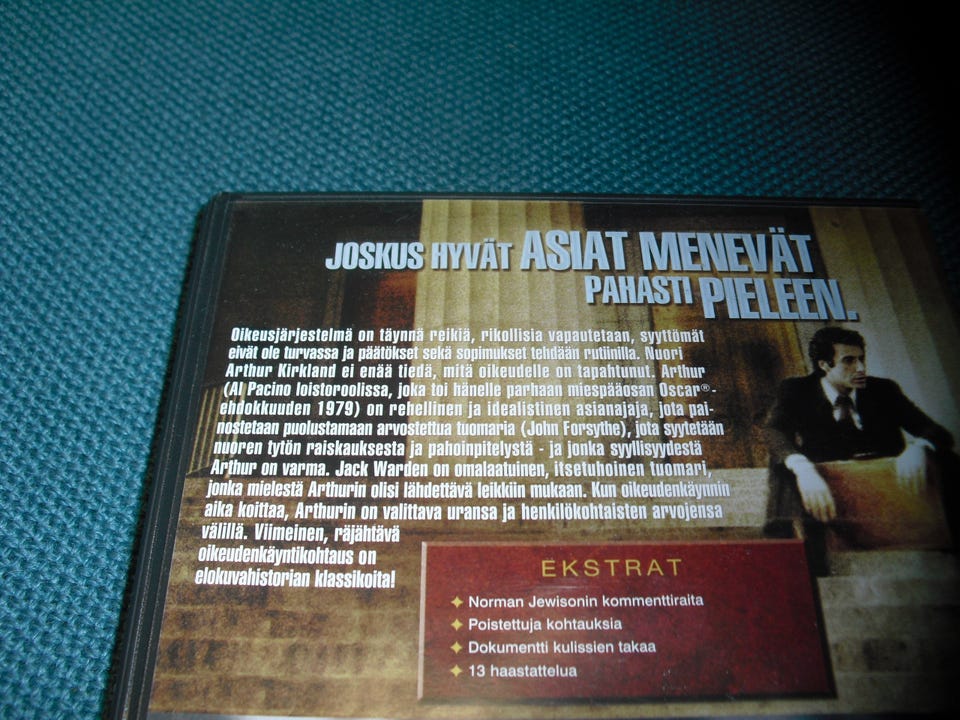 JOSKUS HYVÄT ASIAT MENEVÄT
PAHASTI PIELEEN.
Oikeusjärjestelmä on täynnä reikiä, rikollisia vapautetaan, syyttömät
eivät ole turvassa ja päätökset sekä sopimukset tehdään rutiinilla. Nuori
Arthur Kirkland ei enää tiedä, mitä oikeudelle on tapahtunut. Arthur
(Al Pacino loistoroolissa, joka toi hänelle parhaan miespääosan Oscar®-
ehdokkuuden 1979) on rehellinen ja idealistinen asianajaja, jota pai-
nostetaan puolustamaan arvostettua tuomaria (John Forsythe), jota syytetään
nuoren tytön raiskauksesta ja pahoinpitelystä - ja jonka syyllisyydestä
Arthur on varma. Jack Warden on omalaatuinen, itsetuhoinen tuomari,
jonka mielestä Arthurin olisi lähdettävä leikkiin mukaan. Kun oikeudenkäynnin
aika koittaa, Arthurin on valittava uransa ja henkilökohtaisten arvojensa
välillä. Viimeinen, räjähtävä
oikeudenkäyntikohtaus on
elokuvahistorian klassikoita!
EKSTRAT
✦ Norman Jewisonin kommenttiraita
✦ Poistettuja kohtauksia
✦ Dokumentti kulissien takaa
✦ 13 haastattelua